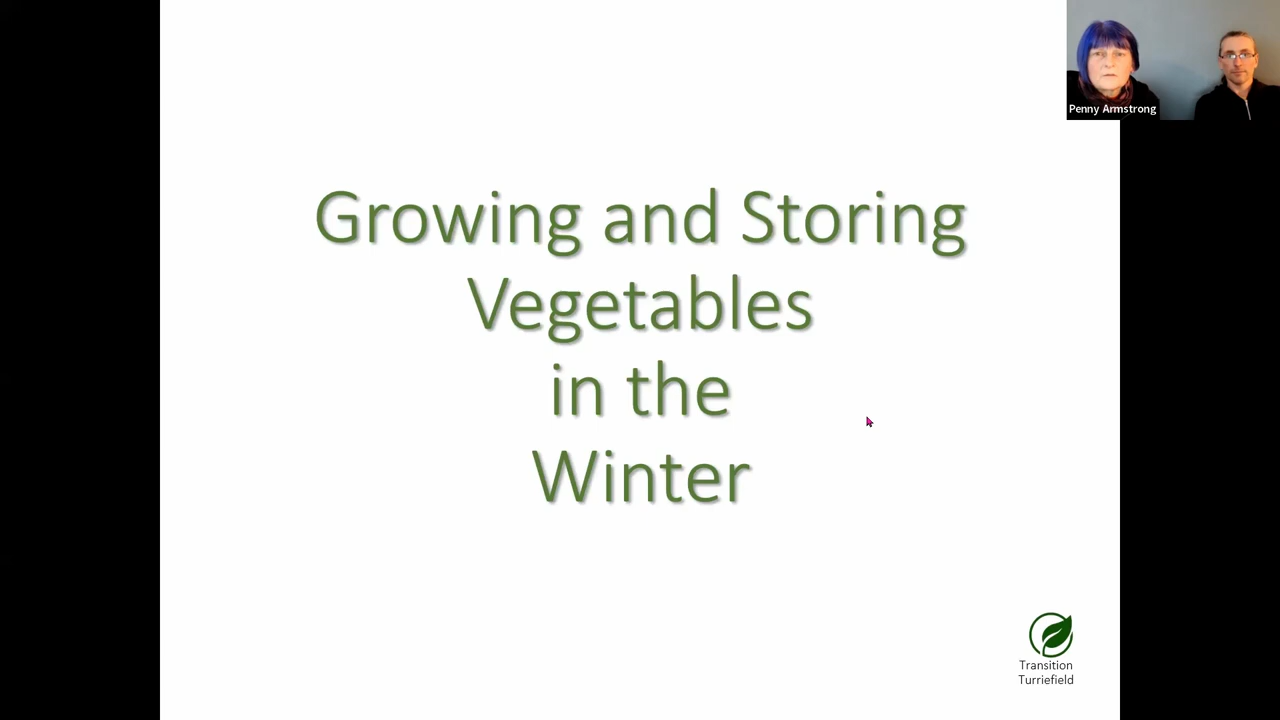 Penny Armstrong
Growing and Storing
Vegetables
in the
Winter
Transition
Turriefield